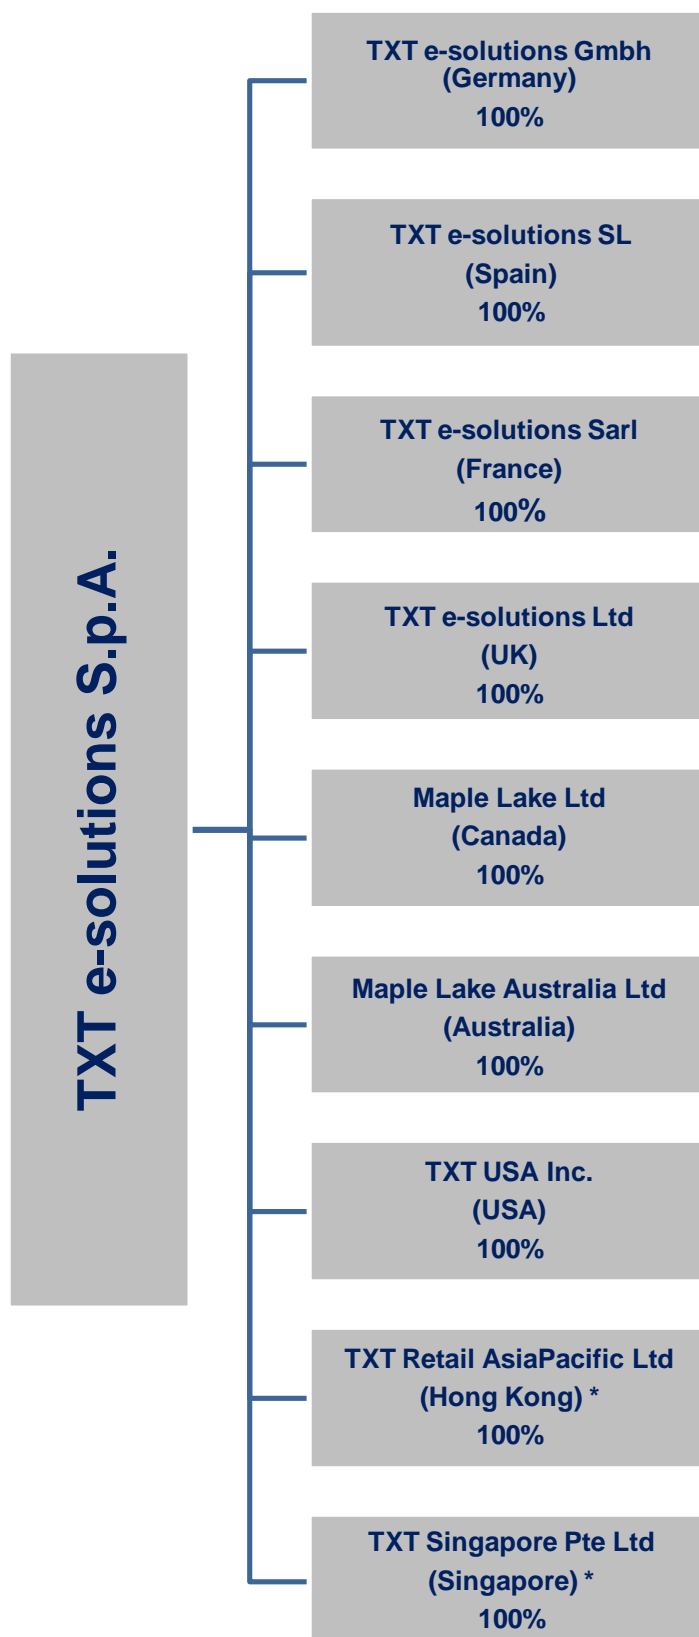 TXT e-solutions S.p.A.
TXT e-solutions Gmbh
(Germany)
100%
TXT e-solutions SL
(Spain)
100%
TXT e-solutions Sarl
(France)
100%
TXT e-solutions Ltd
(UK)
100%
Maple Lake Ltd
(Canada)
100%
Maple Lake Australia Ltd
(Australia)
100%
TXT USA Inc.
(USA)
100%
TXT Retail AsiaPacific Ltd
(Hong Kong) *
100%
TXT Singapore Pte Ltd
(Singapore) *
100%